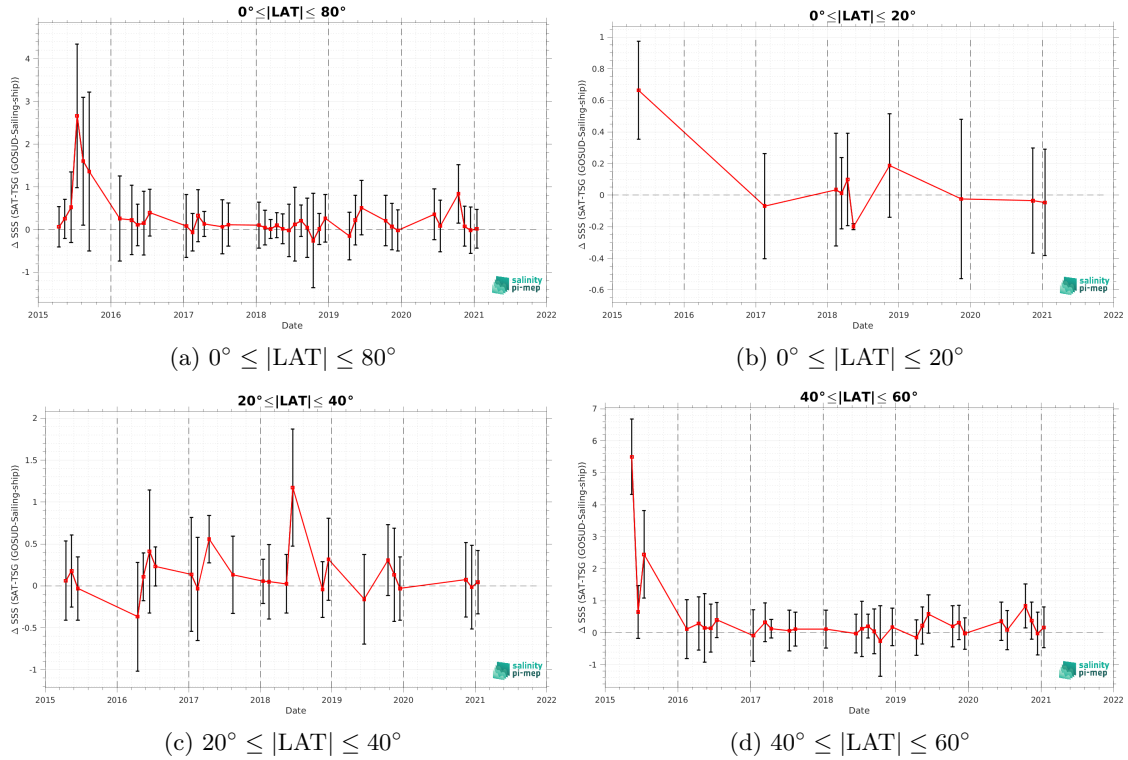 0°≤|LAT|≤ 80°
Δ SSS (SAT-TSG (GOSUD-Sailing-ship))
4
3
2
1
0
-1
2015 2016 2017 2018 2019 2020 2021 2022
Date
salinity
pi-mep
(a) 0° ≤ |LAT| ≤ 80°
0°≤|LAT|≤ 20°
Δ SSS (SAT-TSG (GOSUD-Sailing-ship))
1
0.8
0.6
0.4
0.2
0
-0.2
-0.4
-0.6
2015 2016 2017 2018 2019 2020 2021 2022
Date
salinity
pi-mep
(b) 0° ≤ |LAT| ≤ 20°
20°≤|LAT|≤ 40°
Δ SSS (SAT-TSG (GOSUD-Sailing-ship))
2
1.5
1
0.5
0
-0.5
-1
2015 2016 2017 2018 2019 2020 2021 2022
Date
salinity
pi-mep
(c) 20° ≤ |LAT| ≤ 40°
40°≤|LAT|≤ 60°
Δ SSS (SAT-TSG (GOSUD-Sailing-ship))
7
6
5
4
3
2
1
0
-1
2015 2016 2017 2018 2019 2020 2021 2022
Date
salinity
pi-mep
(d) 40° ≤ |LAT| ≤ 60°